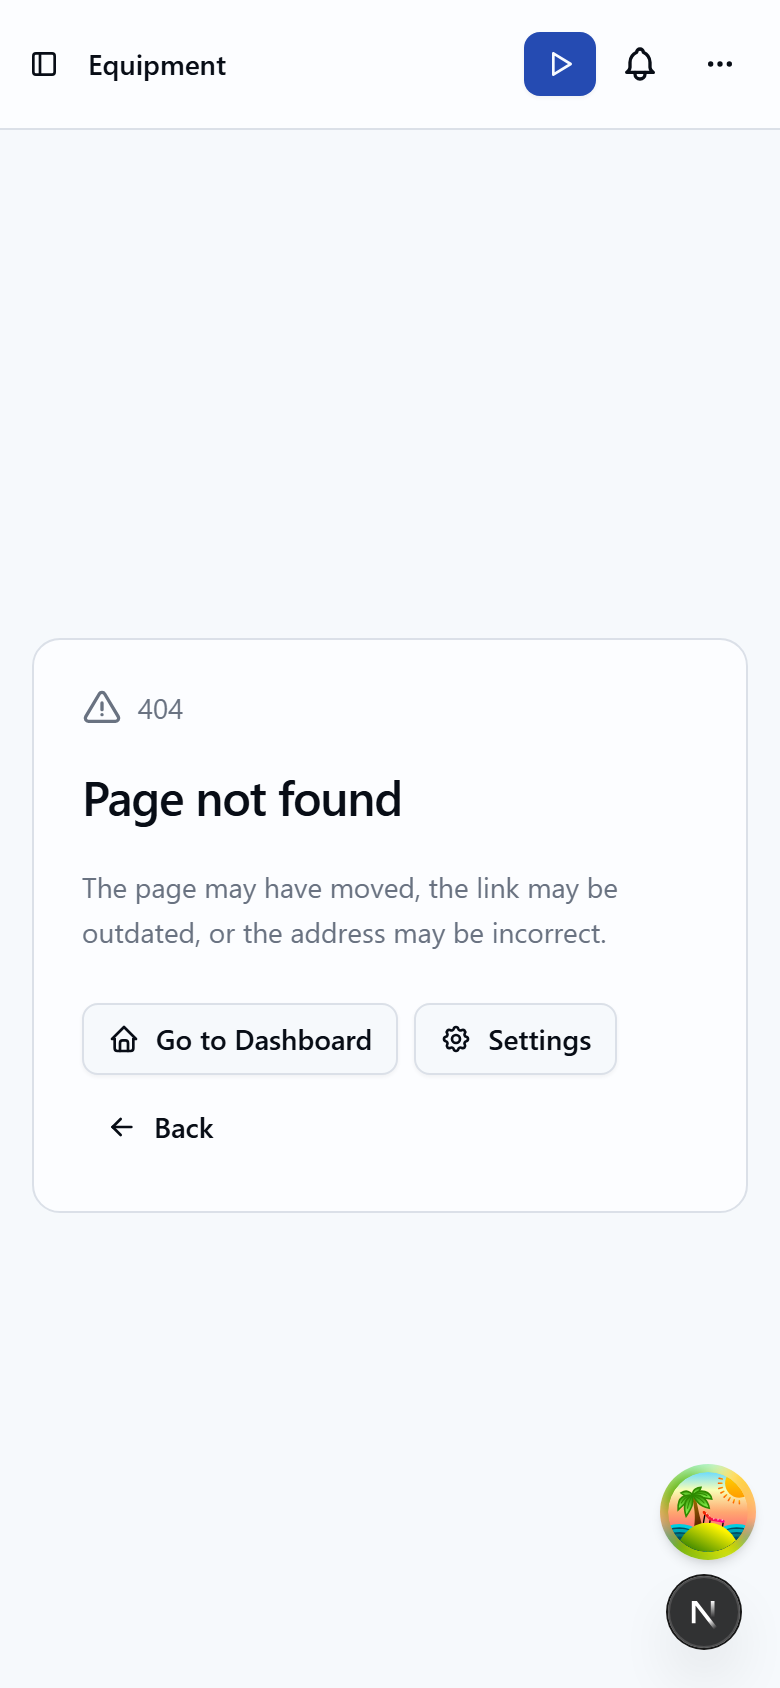 Equipment
404
Page not found
The page may have moved, the link may be
outdated, or the address may be incorrect.
Go to Dashboard
Settings
Back
N